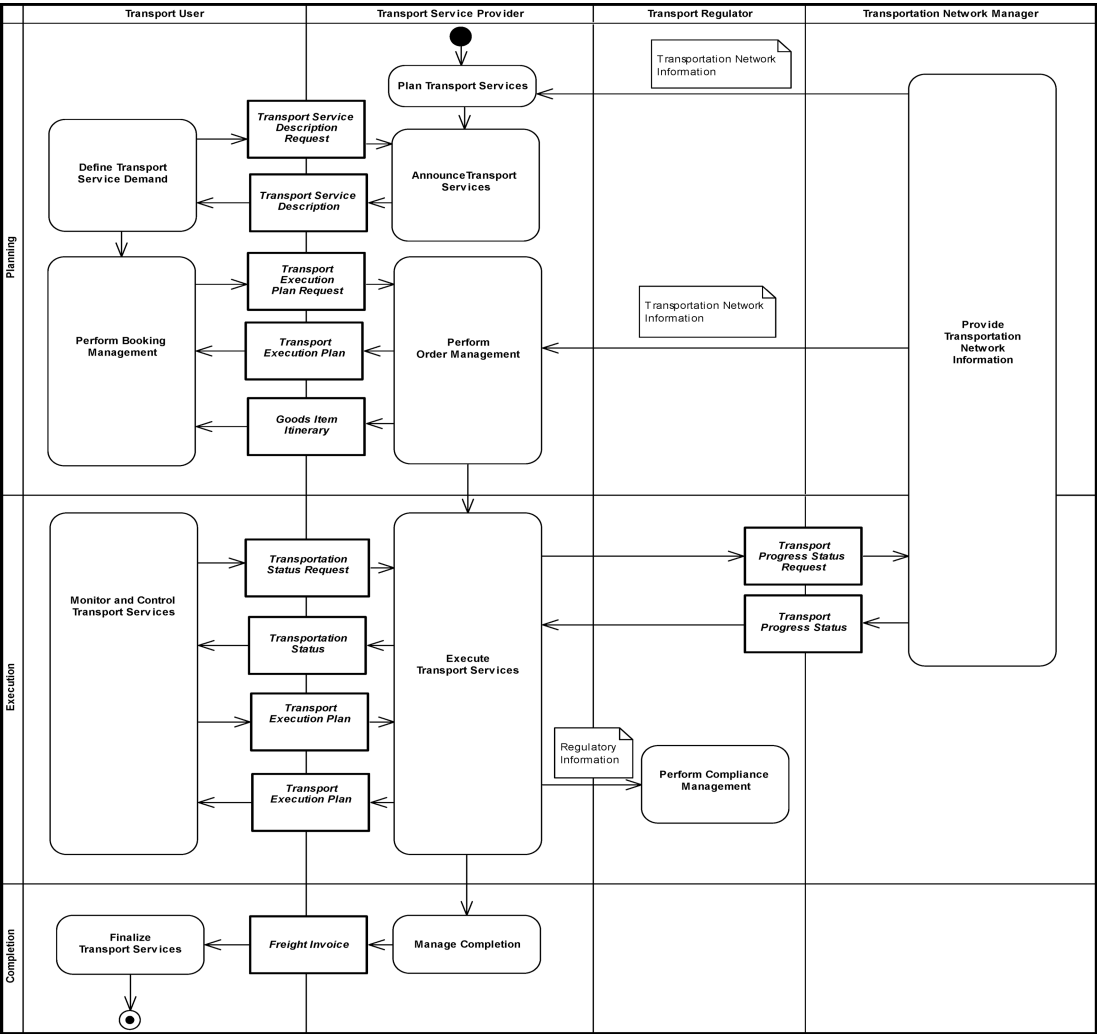 Transport User
Transport Service Provider
Transport Regulator
Transportation Network Manager
Planning
Transportation Network
Information
Plan Transport Services
Transport Service
Description
Request
Define Transport
Service Demand
AnnounceTransport
Services
Transport Service
Description
Transport
Execution
Plan Request
Transportation Network
Information
Perform Booking
Management
Transport
Execution Plan
Perform
Order Management
Provide
Transportation
Network
Information
Goods Item
Itinerary
Execution
Transportation
Status Request
Transport
Progress Status
Request
Monitor and Control
Transport Services
Transportation
Status
Transport
Progress Status
Execute
Transport Services
Transport
Execution Plan
Regulatory
Information
Perform Compliance
Management
Transport
Execution Plan
Completion
Finalize
Transport Services
Freight Invoice
Manage Completion